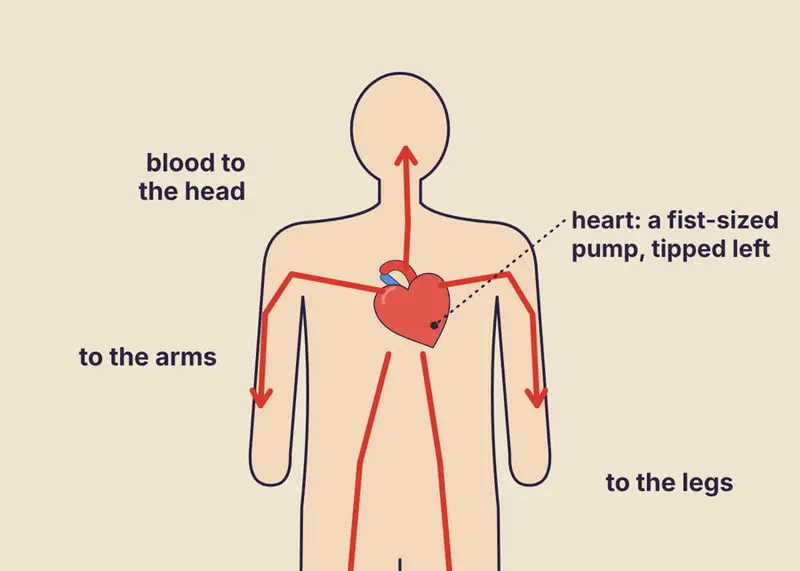 blood to
the head
heart: a fist-sized
pump, tipped left
to the arms
to the legs